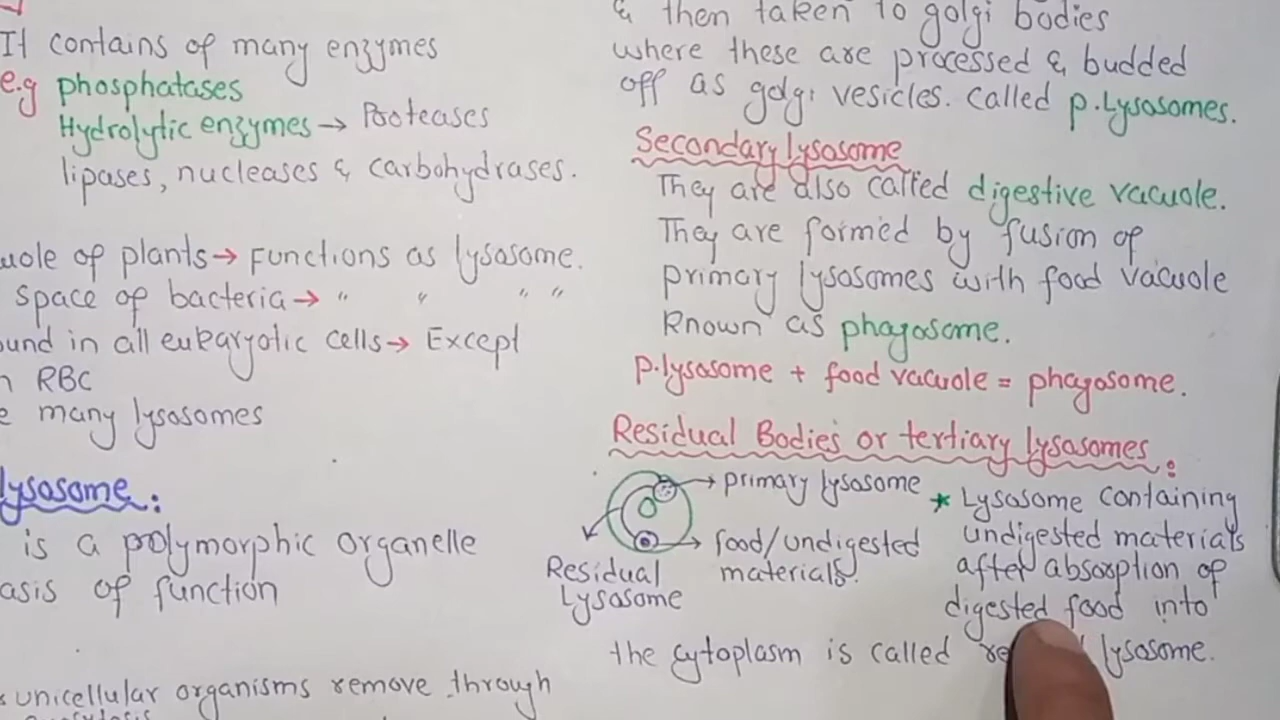 It contains of many enzymes
e.g phosphatases
Hydrolytic enzymes → Proteases
lipases, nucleases & carbohydrates.
uole of plants → Functions as lysosome.
space of bacteria → " " " "
ound in all eukaryotic cells → Except
n RBC
e many lysosomes
lysosome:
is a polymorphic organelle
asis of function
unicellular organisms remove through
& then taken to golgi bodies
where these are processed & budded
off as golgi vesicles. Called p.Lysosomes.
Secondary lysosome
They are also called digestive vacuole.
They are formed by fusion of
primary lysosomes with food vacuole
Known as phagosome.
p.lysosome + food vacuole = phagosome.
Residual Bodies or tertiary lysosomes:
→ primary lysosome
→ food/undigested
materials.
Residual
Lysosome
* Lysosome containing
undigested materials
after absorption of
digested food into
the cytoplasm is called lysosome.